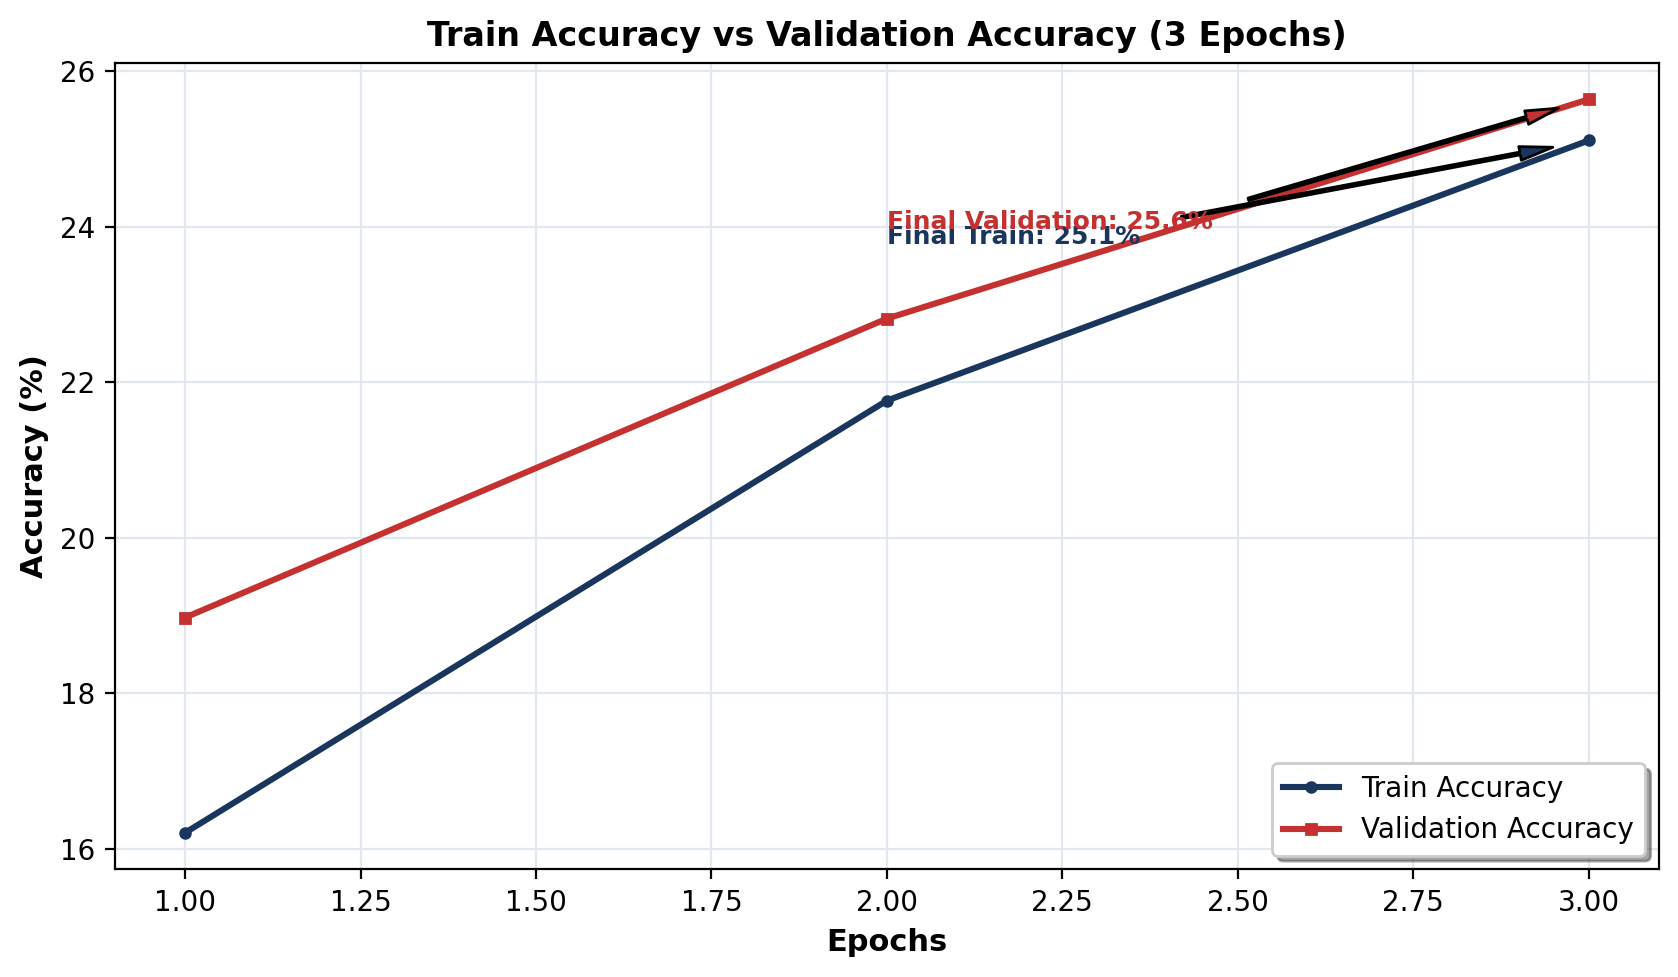 Train Accuracy vs Validation Accuracy (3 Epochs)
26
24
22
20
18
16
Accuracy (%)
Final Validation: 25.6%
Final Train: 25.1%
Train Accuracy
Validation Accuracy
1.00 1.25 1.50 1.75 2.00 2.25 2.50 2.75 3.00
Epochs